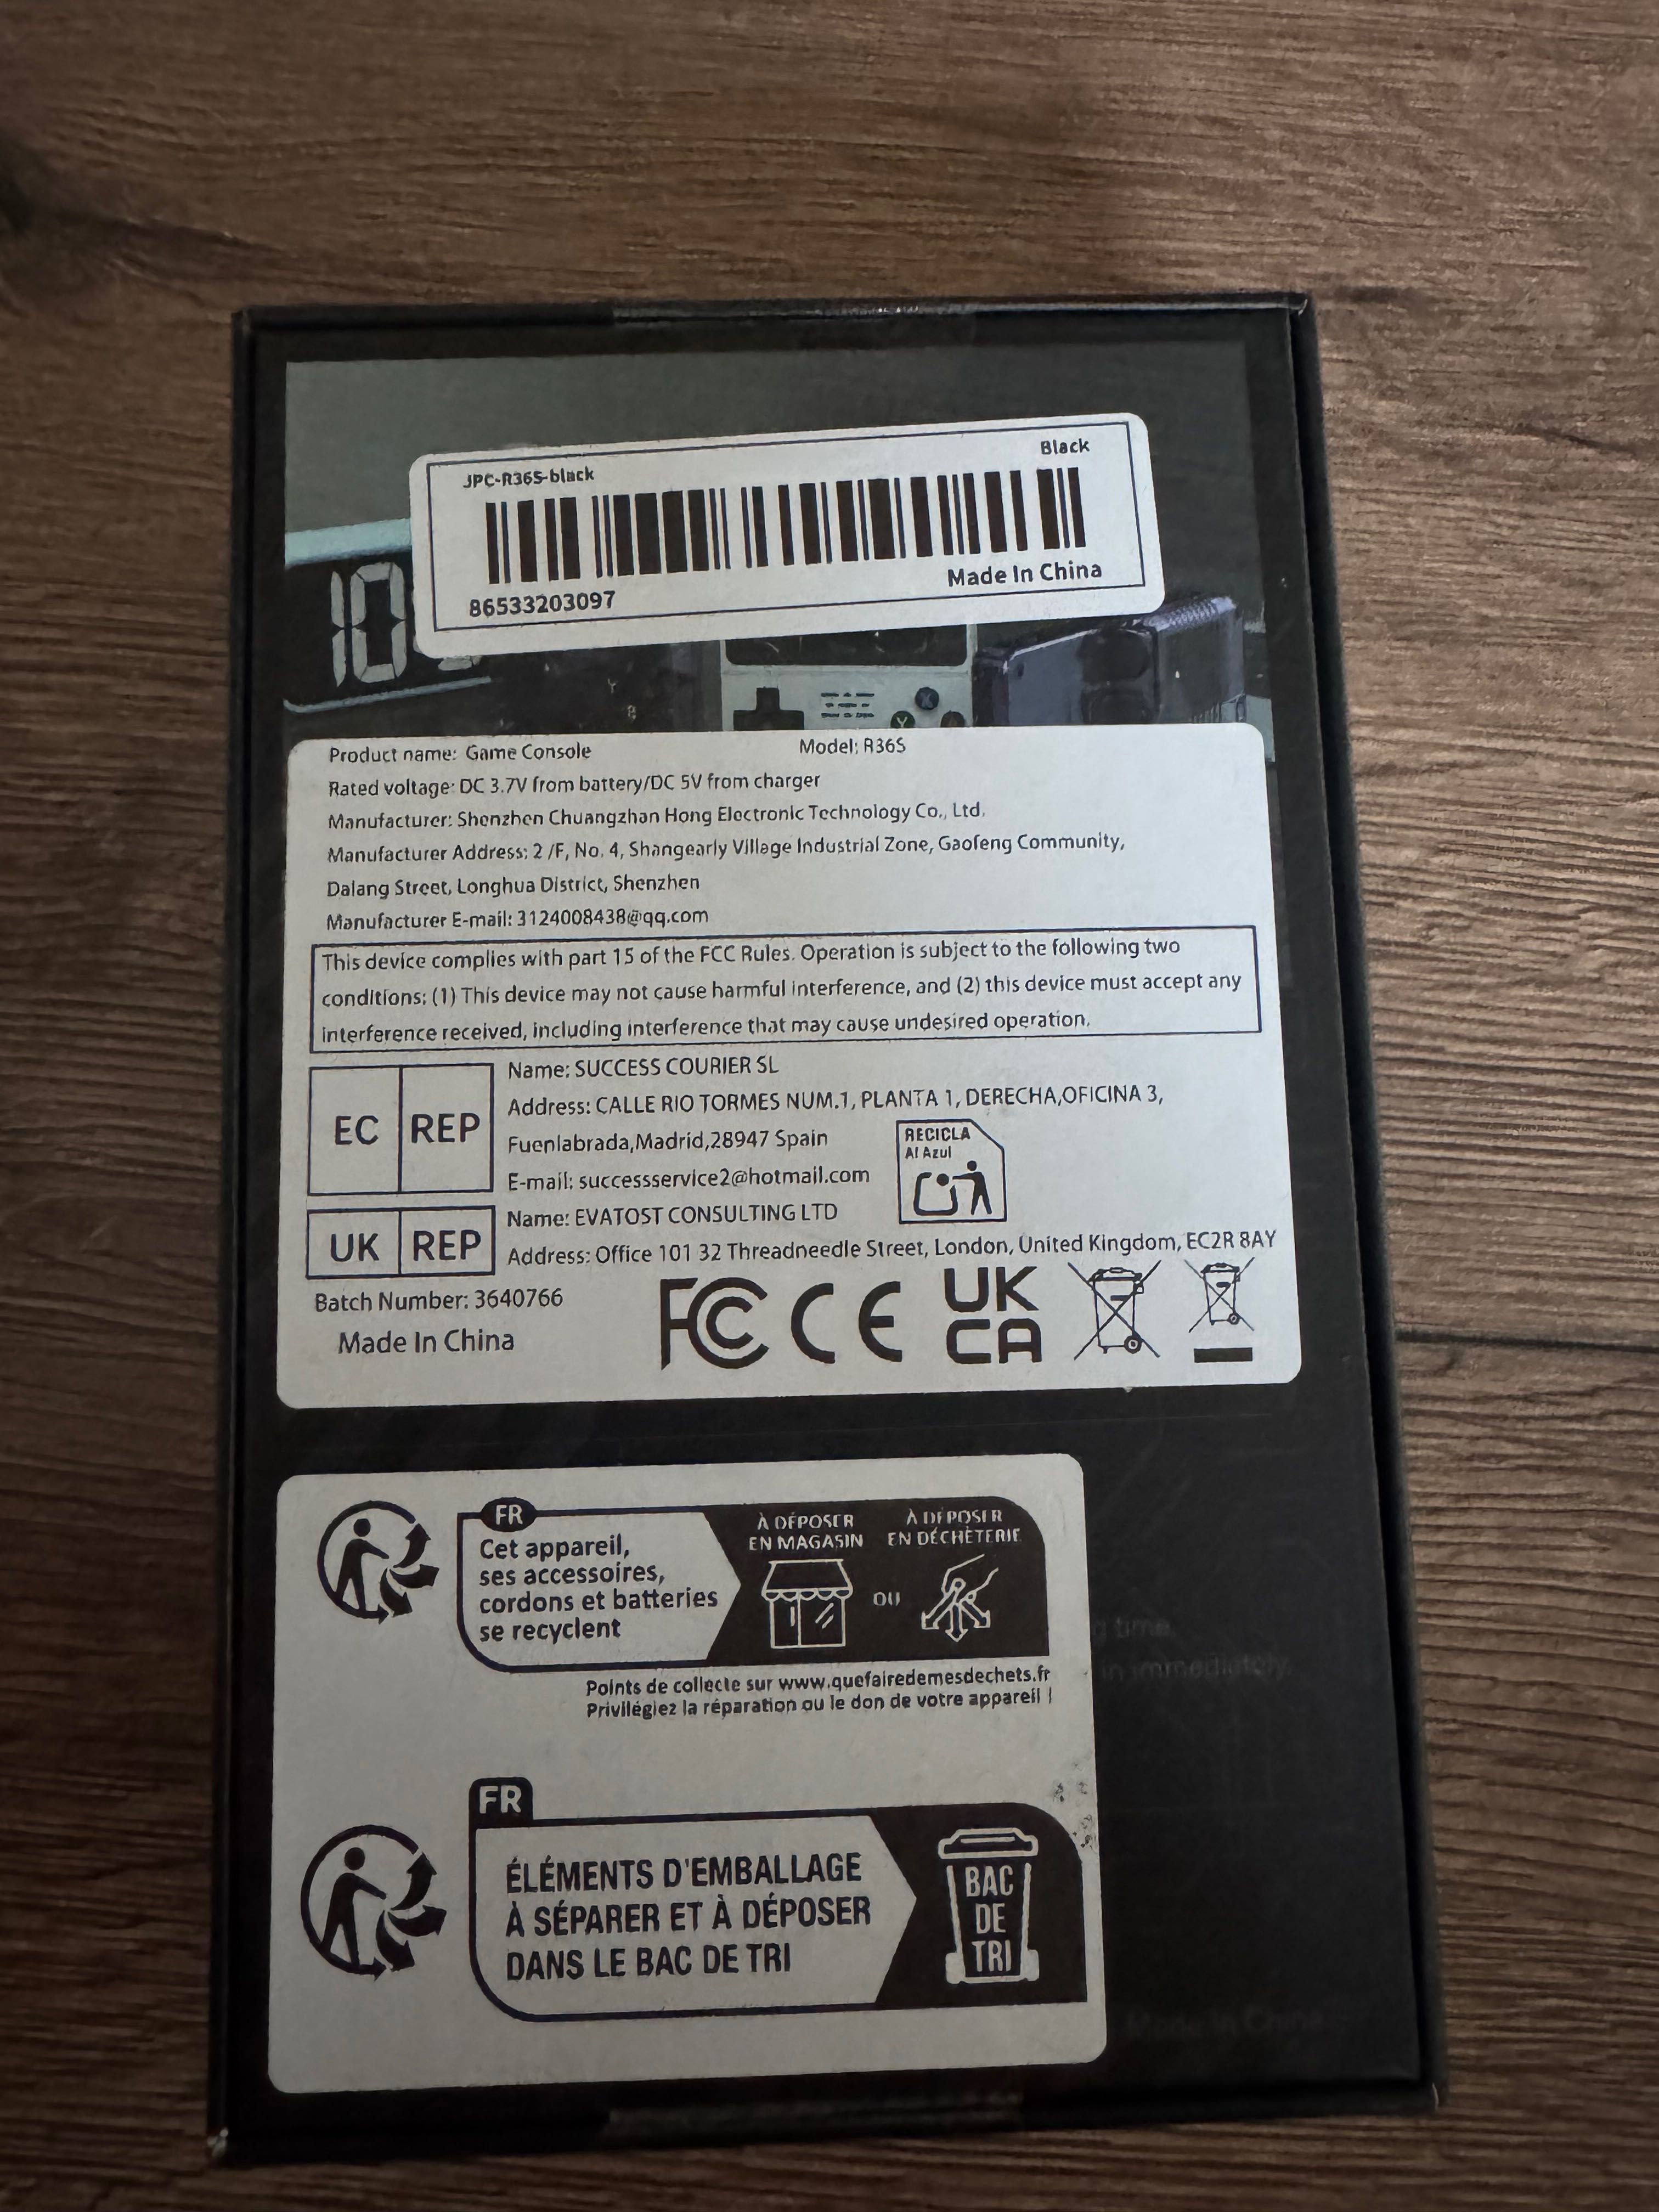 JPC-R36S-black
Black
86533203097
Made In China
10
Y
B
X
Y
Product name: Game Console Model: R36S
Rated voltage: DC 3.7V from battery/DC 5V from charger
Manufacturer: Shenzhen Chuangzhan Hong Electronic Technology Co., Ltd.
Manufacturer Address: 2 /F, No. 4, Shangearly Village Industrial Zone, Gaofeng Community,
Dalang Street, Longhua District, Shenzhen
Manufacturer E-mail: 3124008438@qq.com
This device complies with part 15 of the FCC Rules. Operation is subject to the following two
conditions: (1) This device may not cause harmful interference, and (2) this device must accept any
interference received, including interference that may cause undesired operation.
EC REP
Name: SUCCESS COURIER SL
Address: CALLE RIO TORMES NUM.1, PLANTA 1, DERECHA,OFICINA 3,
Fuenlabrada,Madrid,28947 Spain
E-mail: successservice2@hotmail.com
RECICLA
Al Azul
UK REP
Name: EVATOST CONSULTING LTD
Address: Office 101 32 Threadneedle Street, London, United Kingdom, EC2R 8AY
Batch Number: 3640766
Made In China
FC CE UK
CA
FR
Cet appareil,
ses accessoires,
cordons et batteries
se recyclent
À DÉPOSER
EN MAGASIN
OU
À DÉPOSER
EN DÉCHÈTERIE
Points de collecte sur www.quefairedemesdechets.fr
Privilégiez la réparation ou le don de votre appareil !
time.
in immediately.
FR
ÉLÉMENTS D'EMBALLAGE
À SÉPARER ET À DÉPOSER
DANS LE BAC DE TRI
BAC
DE
TRI
Made in China